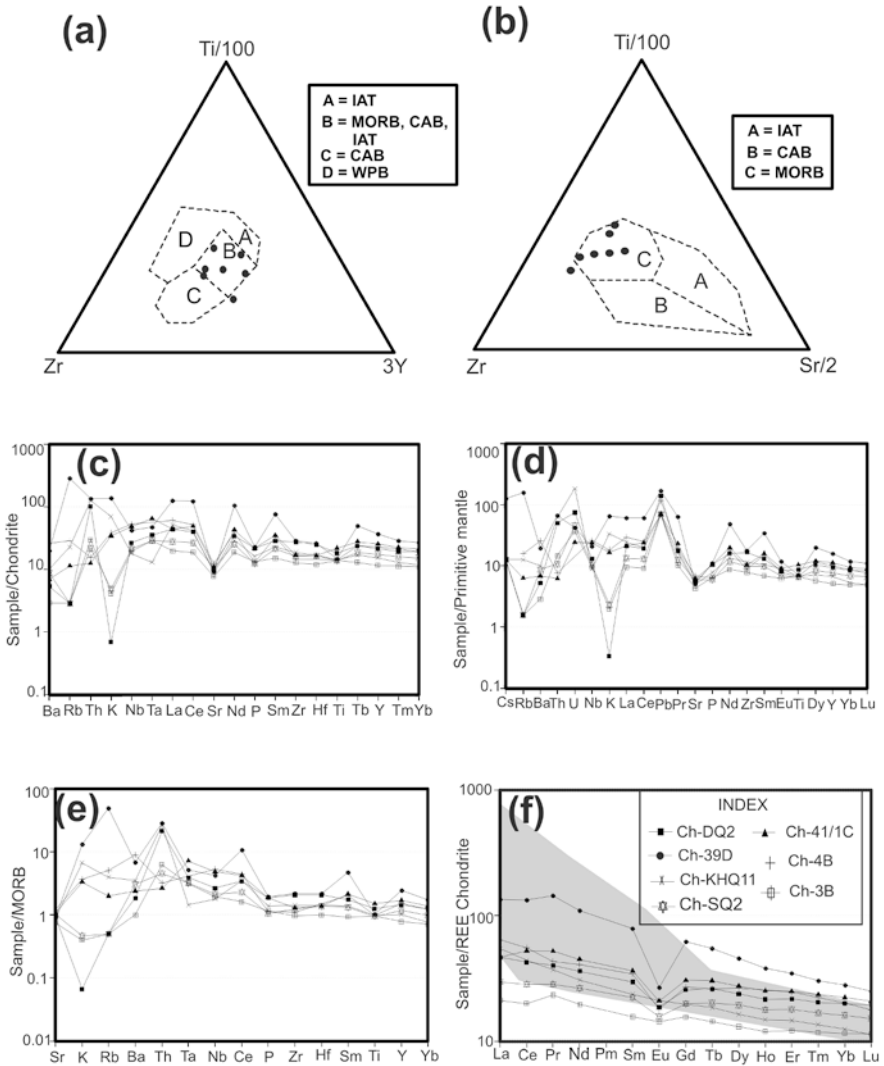 (a)
Ti/100
A = IAT
B = MORB, CAB,
IAT
C = CAB
D = WPB
D
A
B
C
Zr
3Y
(b)
Ti/100
A = IAT
B = CAB
C = MORB
C
A
B
Zr
Sr/2
(c)
Sample/Chondrite
1000
100
10
1
0.1
Ba Rb Th K Nb Ta La Ce Sr Nd P Sm Zr Hf Ti Tb Y Tm Yb
(d)
Sample/Primitive mantle
1000
100
10
1
0.1
Cs Rb Ba Th U Nb K La Ce Pb Pr Sr P Nd Zr Sm Eu Ti Dy Y Yb Lu
(e)
Sample/MORB
100
10
1
0.1
0.01
Sr K Rb Ba Th Ta Nb Ce P Zr Hf Sm Ti Y Yb
(f)
Sample/REE Chondrite
1000
100
10
INDEX
Ch-DQ2
Ch-41/1C
Ch-39D
Ch-4B
Ch-KHQ11
Ch-SQ2
Ch-3B
La Ce Pr Nd Pm Sm Eu Gd Tb Dy Ho Er Tm Yb Lu